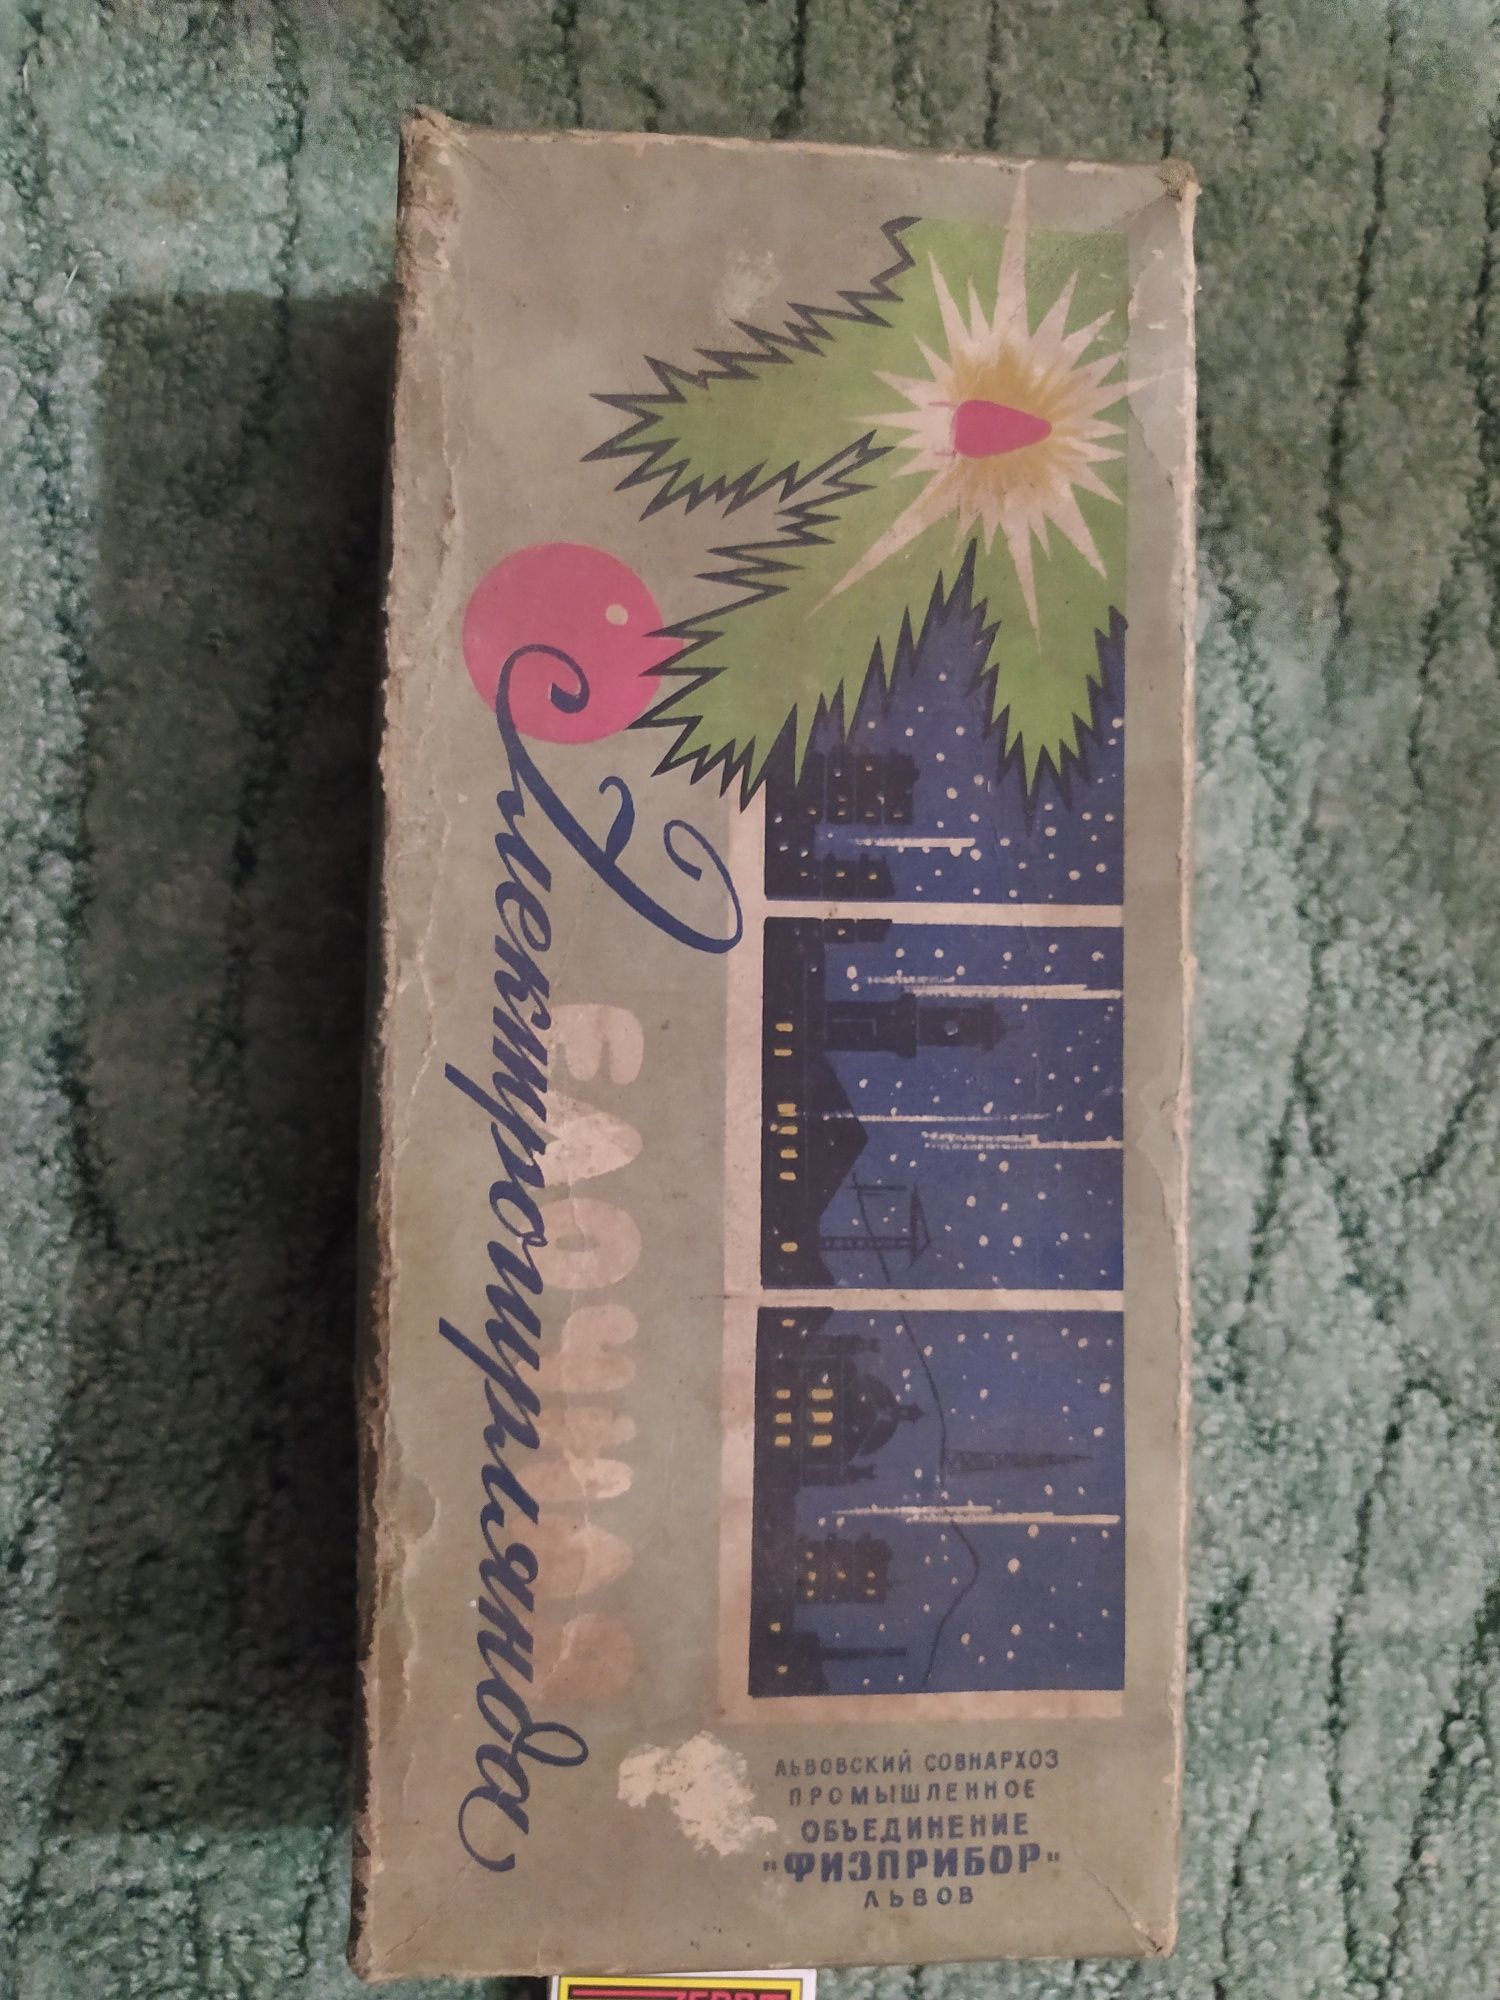 ЕЛОЧНАЯ
Электрогирлянда
ЛЬВОВСКИЙ СОВНАРХОЗ
ПРОМЫШЛЕННОЕ
ОБЪЕДИНЕНИЕ
"ФИЗПРИБОР"
ЛЬВОВ